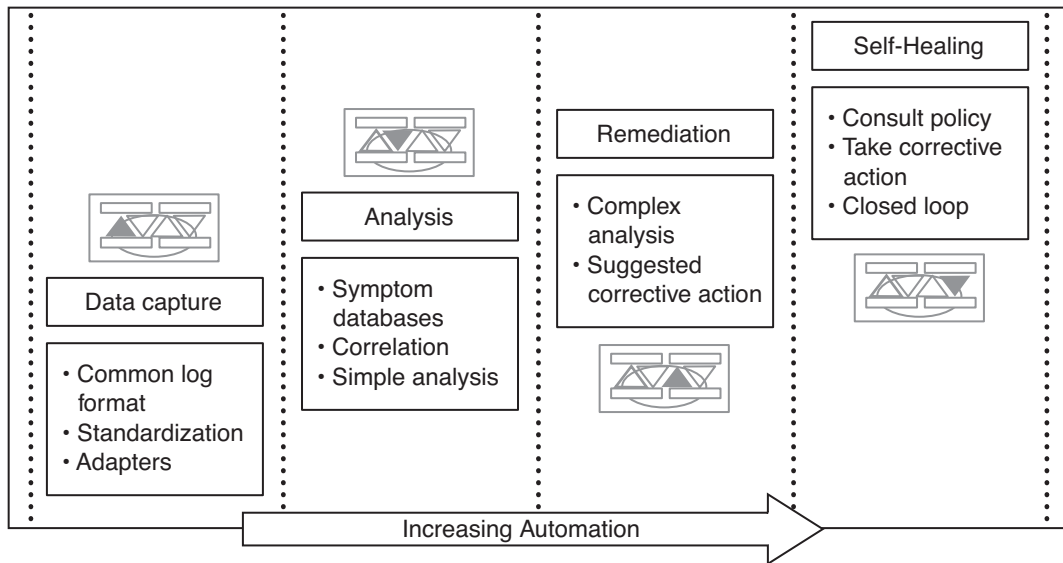 Data capture
• Common log
format
• Standardization
• Adapters
Analysis
• Symptom
databases
• Correlation
• Simple analysis
Remediation
• Complex
analysis
• Suggested
corrective action
Self-Healing
• Consult policy
• Take corrective
action
• Closed loop
Increasing Automation